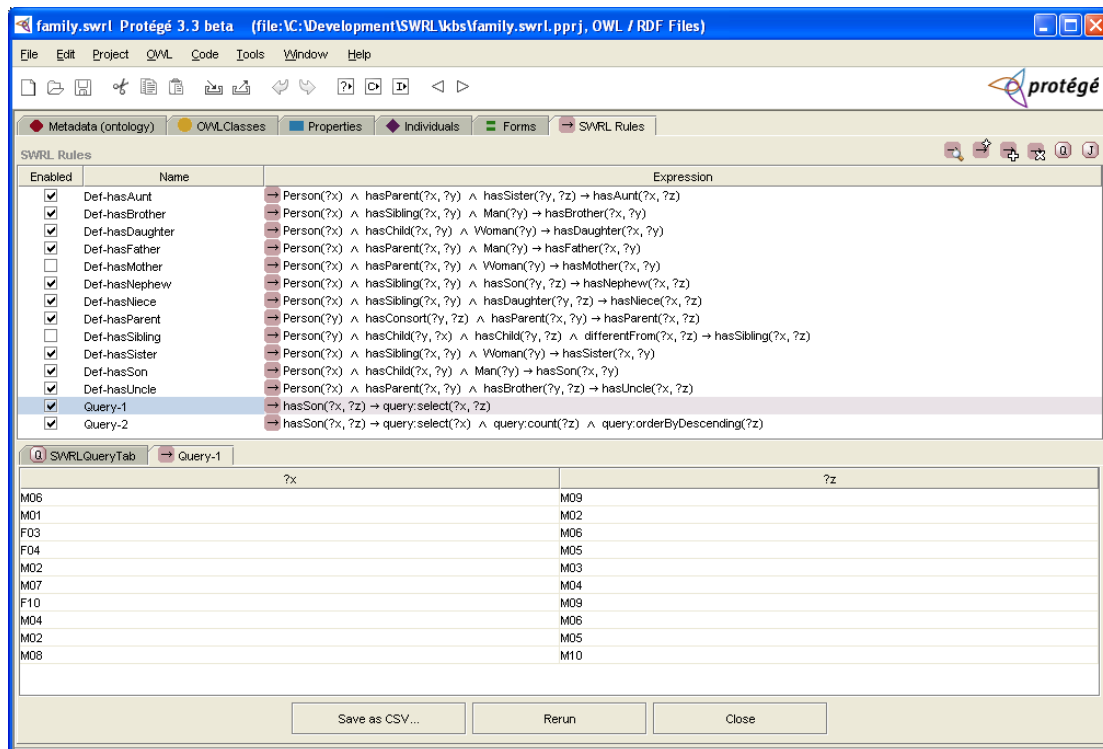 family.swrl Protégé 3.3 beta (file:\C:\Development\SWRL\kbs\family.swrl.pprj, OWL / RDF Files)
File Edit Project OWL Code Tools Window Help
protégé
Metadata (ontology) OWLClasses Properties Individuals Forms → SWRL Rules
SWRL Rules
Q J
Enabled Name Expression
Def-hasAunt → Person(?x) ∧ hasParent(?x, ?y) ∧ hasSister(?y, ?z) → hasAunt(?x, ?z)
Def-hasBrother → Person(?x) ∧ hasSibling(?x, ?y) ∧ Man(?y) → hasBrother(?x, ?y)
Def-hasDaughter → Person(?x) ∧ hasChild(?x, ?y) ∧ Woman(?y) → hasDaughter(?x, ?y)
Def-hasFather → Person(?x) ∧ hasParent(?x, ?y) ∧ Man(?y) → hasFather(?x, ?y)
Def-hasMother → Person(?x) ∧ hasParent(?x, ?y) ∧ Woman(?y) → hasMother(?x, ?y)
Def-hasNephew → Person(?x) ∧ hasSibling(?x, ?y) ∧ hasSon(?y, ?z) → hasNephew(?x, ?z)
Def-hasNiece → Person(?x) ∧ hasSibling(?x, ?y) ∧ hasDaughter(?y, ?z) → hasNiece(?x, ?z)
Def-hasParent → Person(?y) ∧ hasConsort(?y, ?z) ∧ hasParent(?x, ?y) → hasParent(?x, ?z)
Def-hasSibling → Person(?y) ∧ hasChild(?y, ?x) ∧ hasChild(?y, ?z) ∧ differentFrom(?x, ?z) → hasSibling(?x, ?z)
Def-hasSister → Person(?x) ∧ hasSibling(?x, ?y) ∧ Woman(?y) → hasSister(?x, ?y)
Def-hasSon → Person(?x) ∧ hasChild(?x, ?y) ∧ Man(?y) → hasSon(?x, ?y)
Def-hasUncle → Person(?x) ∧ hasParent(?x, ?y) ∧ hasBrother(?y, ?z) → hasUncle(?x, ?z)
Query-1 → hasSon(?x, ?z) → query:select(?x, ?z)
Query-2 → hasSon(?x, ?z) → query:select(?x) ∧ query:count(?z) ∧ query:orderByDescending(?z)
Q SWRLQueryTab → Query-1
?x ?z
M06 M09
M01 M02
F03 M06
F04 M05
M02 M03
M07 M04
F10 M09
M04 M06
M02 M05
M08 M10
Save as CSV... Rerun Close